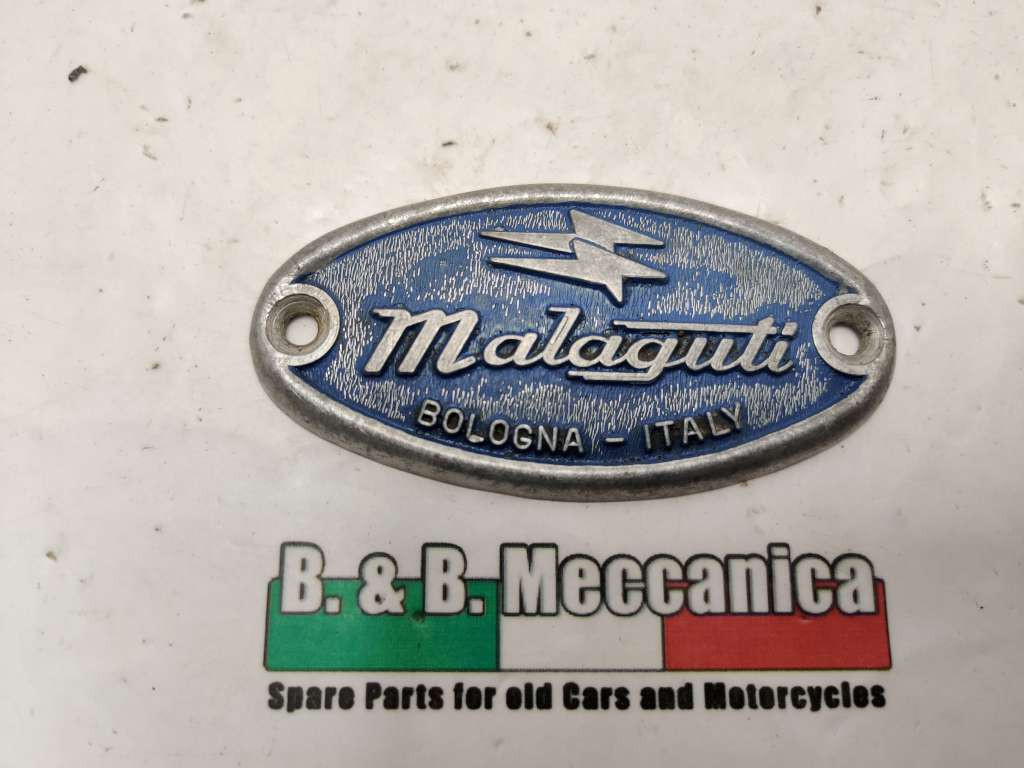 Malaguti
BOLOGNA - ITALY
B. & B. Meccanica
Spare Parts for old Cars and Motorcycles